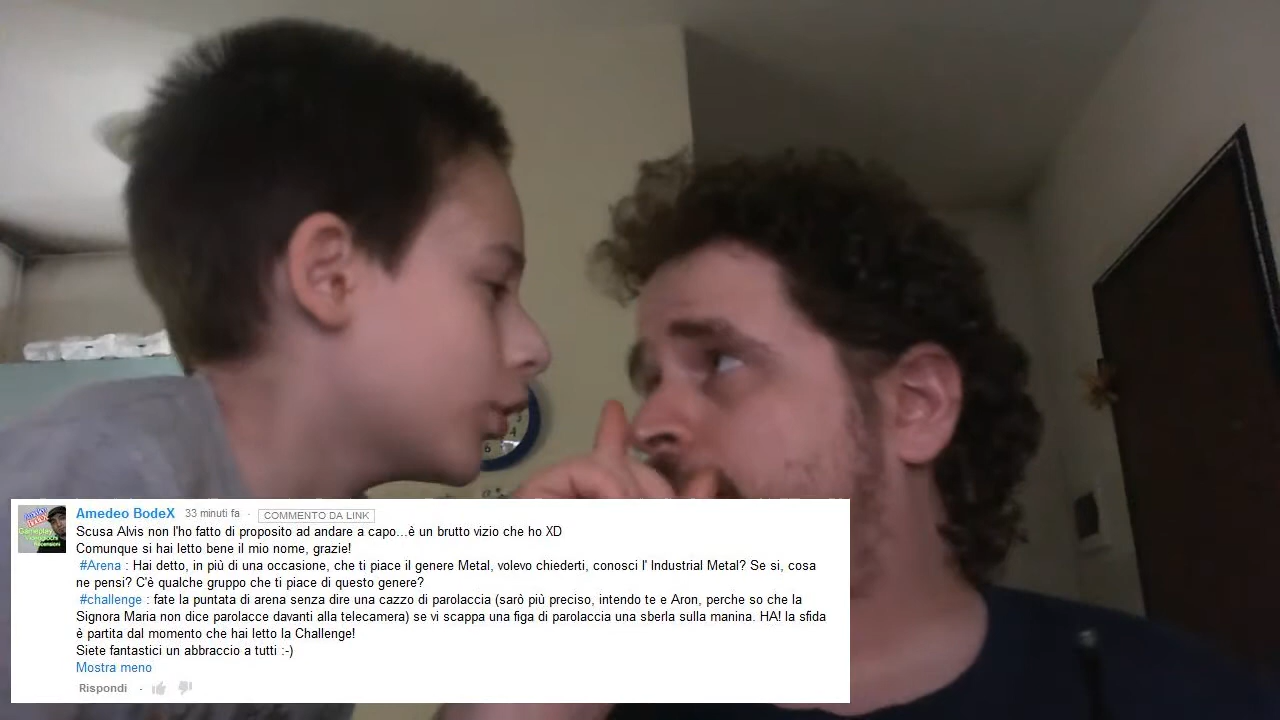 Amedeo BodeX 33 minuti fa · COMMENTO DA LINK
Scusa Alvis non l'ho fatto di proposito ad andare a capo...è un brutto vizio che ho XD
Comunque si hai letto bene il mio nome, grazie!
#Arena : Hai detto, in più di una occasione, che ti piace il genere Metal, volevo chiederti, conosci l' Industrial Metal? Se si, cosa
ne pensi? C'è qualche gruppo che ti piace di questo genere?
#challenge : fate la puntata di arena senza dire una cazzo di parolaccia (sarò più preciso, intendo te e Aron, perche so che la
Signora Maria non dice parolacce davanti alla telecamera) se vi scappa una figa di parolaccia una sberla sulla manina. HA! la sfida
è partita dal momento che hai letto la Challenge!
Siete fantastici un abbraccio a tutti :-)
Mostra meno
Rispondi ·